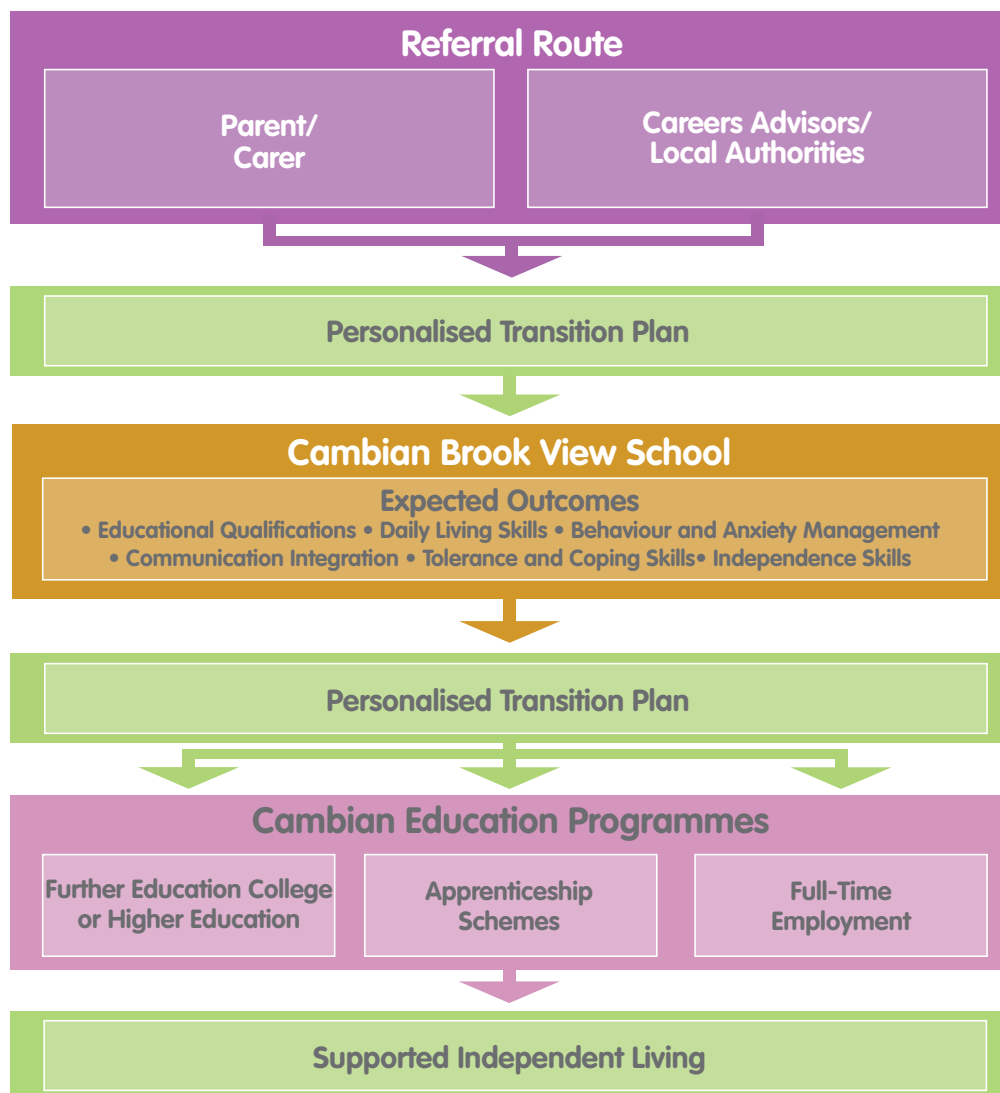 Referral Route
Parent/
Carer
Careers Advisors/
Local Authorities
Personalised Transition Plan
Cambian Brook View School
Expected Outcomes
• Educational Qualifications • Daily Living Skills • Behaviour and Anxiety Management
• Communication Integration • Tolerance and Coping Skills• Independence Skills
Personalised Transition Plan
Cambian Education Programmes
Further Education College
or Higher Education
Apprenticeship
Schemes
Full-Time
Employment
Supported Independent Living